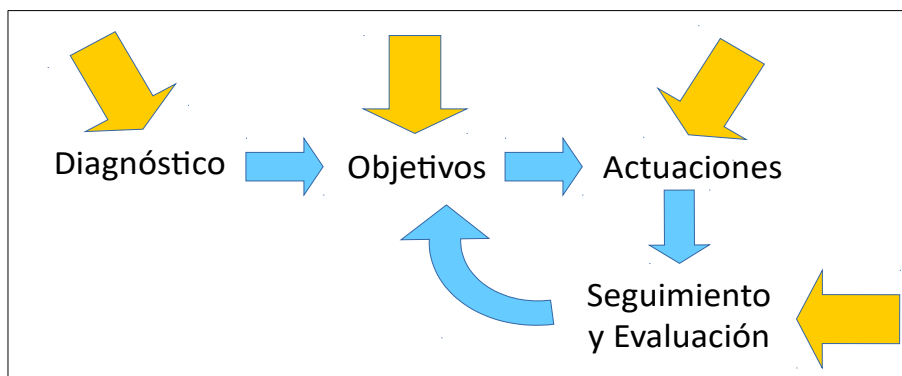 Diagnóstico
Objetivos
Actuaciones
Seguimiento
y Evaluación